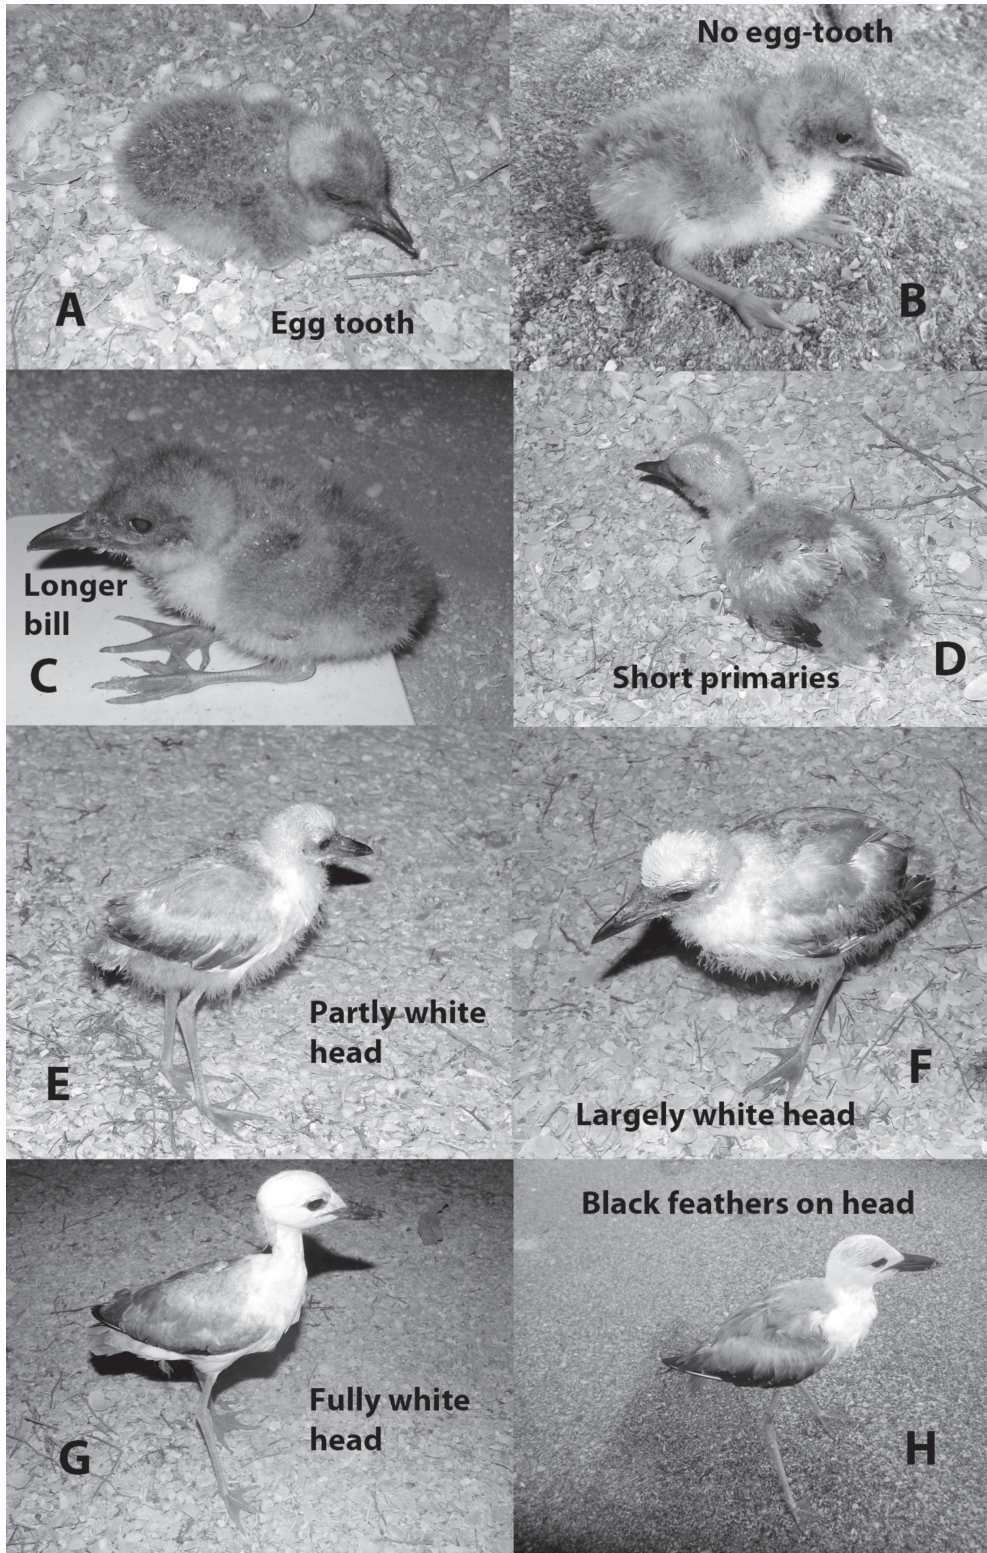 No egg-tooth
A
Egg tooth
B
Longer
bill
C
Short primaries
D
Partly white
head
E
Largely white head
F
Fully white
head
G
Black feathers on head
H